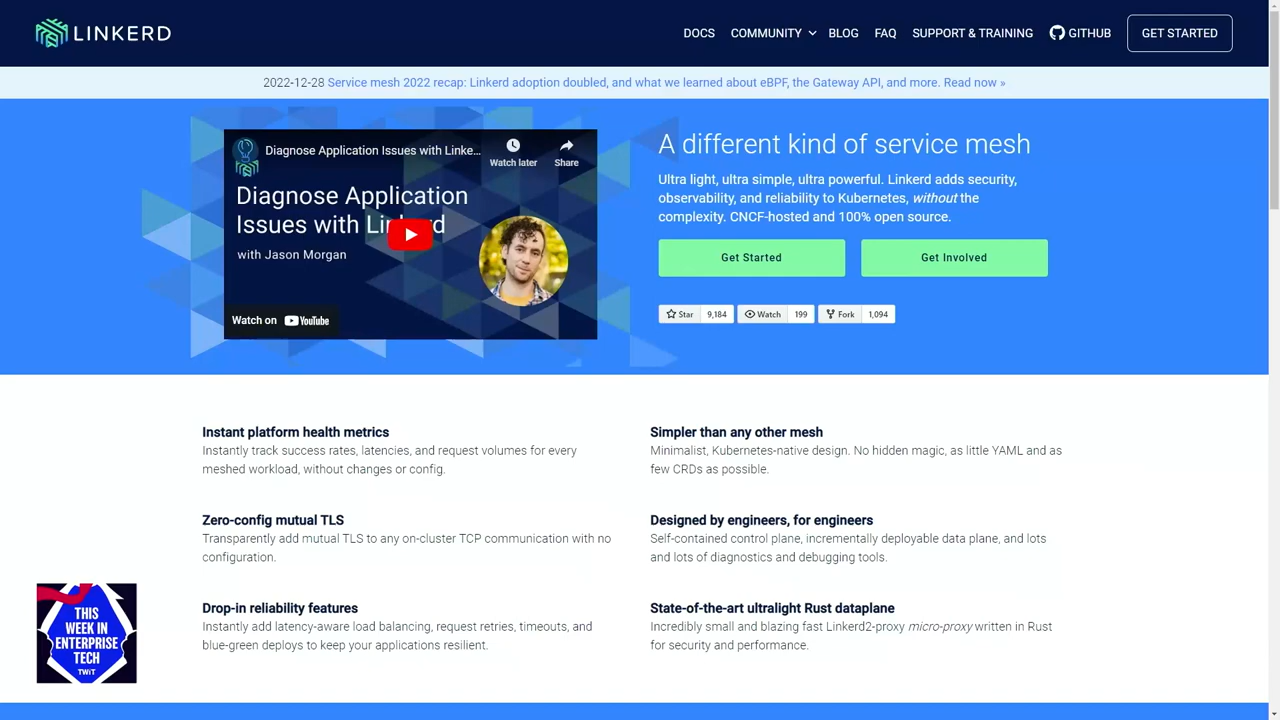 LINKERD
DOCS
COMMUNITY
BLOG
FAQ
SUPPORT & TRAINING
GITHUB
GET STARTED
2022-12-28 Service mesh 2022 recap: Linkerd adoption doubled, and what we learned about eBPF, the Gateway API, and more. Read now »
Diagnose Application Issues with Linke...
Watch later
Share
Diagnose Application
Issues with Linkerd
with Jason Morgan
Watch on YouTube
A different kind of service mesh
Ultra light, ultra simple, ultra powerful. Linkerd adds security,
observability, and reliability to Kubernetes, without the
complexity. CNCF-hosted and 100% open source.
Get Started
Get Involved
Star 9,184
Watch 199
Fork 1,094
Instant platform health metrics
Instantly track success rates, latencies, and request volumes for every
meshed workload, without changes or config.
Simpler than any other mesh
Minimalist, Kubernetes-native design. No hidden magic, as little YAML and as
few CRDs as possible.
Zero-config mutual TLS
Transparently add mutual TLS to any on-cluster TCP communication with no
configuration.
Designed by engineers, for engineers
Self-contained control plane, incrementally deployable data plane, and lots
and lots of diagnostics and debugging tools.
Drop-in reliability features
Instantly add latency-aware load balancing, request retries, timeouts, and
blue-green deploys to keep your applications resilient.
State-of-the-art ultralight Rust dataplane
Incredibly small and blazing fast Linkerd2-proxy micro-proxy written in Rust
for security and performance.
THIS
WEEK IN
ENTERPRISE
TECH
TWiT